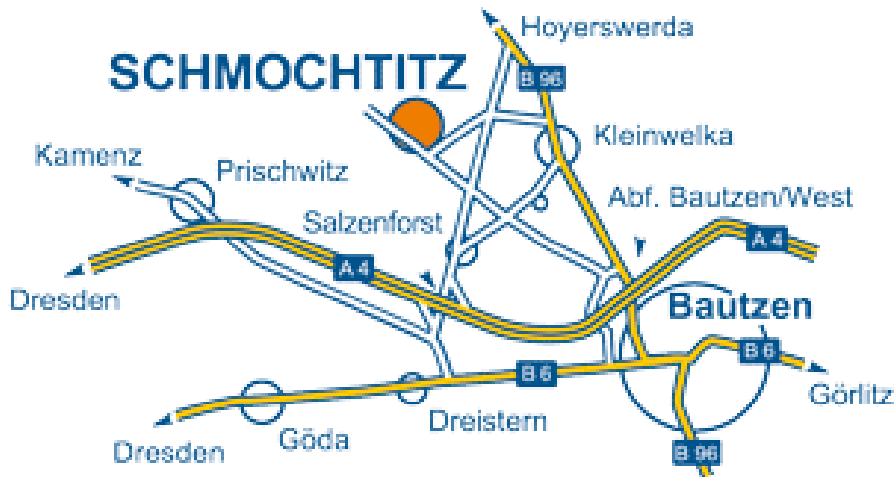 Hoyerswerda
SCHMOCHTITZ
B 96
Kleinwelka
Kamenz
Prischwitz
Abf. Bautzen/West
Salzenforst
A 4
A 4
Dresden
Bautzen
B 6
B 6
Görlitz
Dreistern
Göda
Dresden
B 96